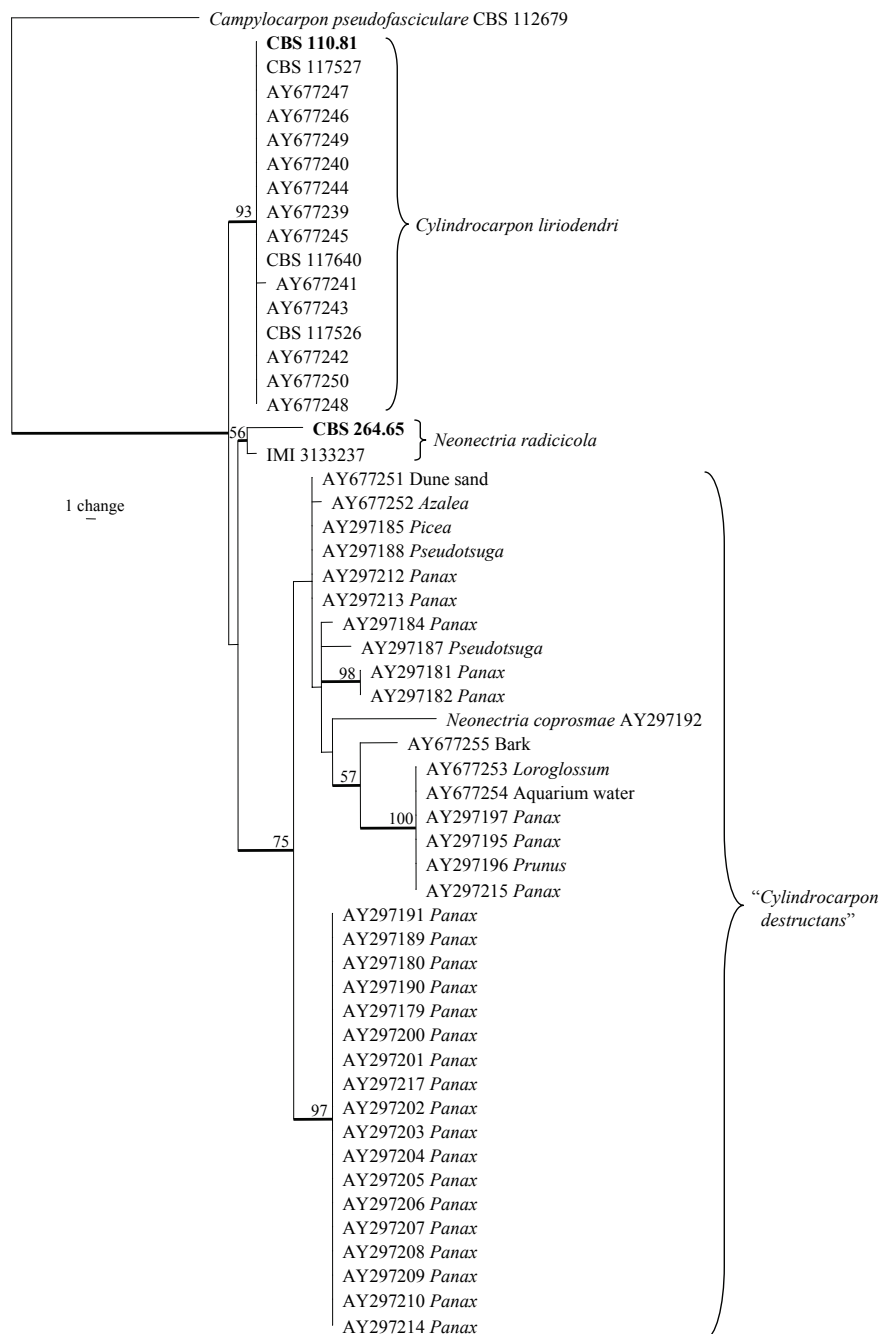 Campylocarpon pseudofasciculare CBS 112679
CBS 110.81
CBS 117527
AY677247
AY677246
AY677249
AY677240
AY677244
93
AY677239
Cylindrocarpon liriodendri
AY677245
CBS 117640
AY677241
AY677243
CBS 117526
AY677242
AY677250
AY677248
56
CBS 264.65
Neonectria radicicola
IMI 3133237
AY677251 Dune sand
1 change
AY677252 Azalea
AY297185 Picea
AY297188 Pseudotsuga
AY297212 Panax
AY297213 Panax
AY297184 Panax
AY297187 Pseudotsuga
98
AY297181 Panax
AY297182 Panax
Neonectria coprosmae AY297192
AY677255 Bark
57
AY677253 Loroglossum
AY677254 Aquarium water
100
AY297197 Panax
75
AY297195 Panax
AY297196 Prunus
AY297215 Panax
“Cylindrocarpon
destructans”
AY297191 Panax
AY297189 Panax
AY297180 Panax
AY297190 Panax
AY297179 Panax
AY297200 Panax
AY297201 Panax
AY297217 Panax
97
AY297202 Panax
AY297203 Panax
AY297204 Panax
AY297205 Panax
AY297206 Panax
AY297207 Panax
AY297208 Panax
AY297209 Panax
AY297210 Panax
AY297214 Panax